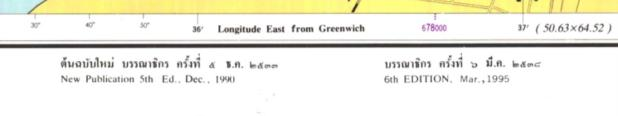 30" 40" 50" 36' Longitude East from Greenwich 678000 37' ( 50.63×64.52 )
ต้นฉบับใหม่ บรรณาธิกร ครั้งที่ ๕ ธ.ค. ๒๕๓๓ บรรณาธิกร ครั้งที่ ๖ มี.ค. ๒๕๓๘
New Publication 5th Ed., Dec., 1990 6th EDITION, Mar.,1995